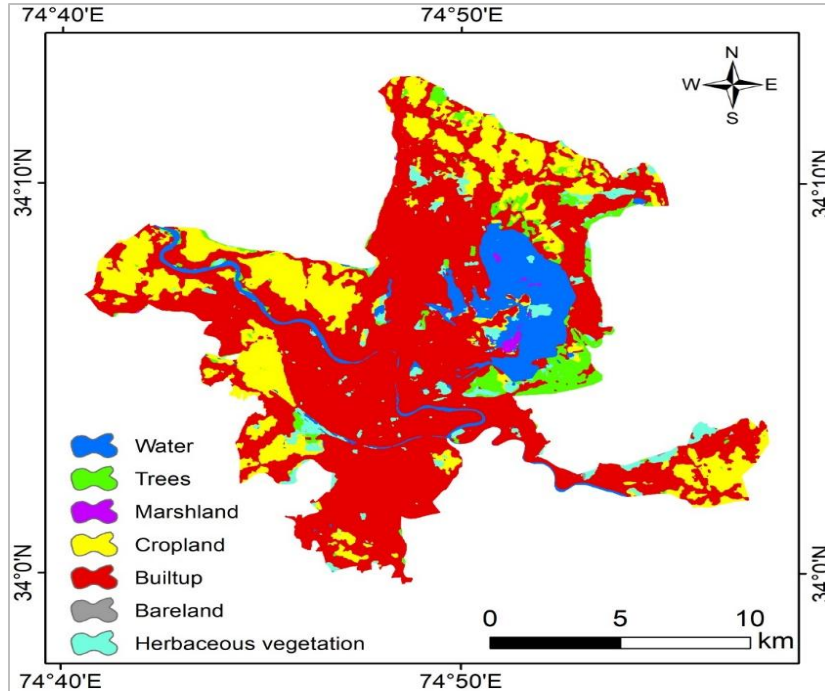 74°40'E 74°50'E
N
W E
S
34°10'N 34°10'N
Water
Trees
Marshland
Cropland
Builtup
Bareland
Herbaceous vegetation
34°0'N 34°0'N
0 5 10
km
74°40'E 74°50'E